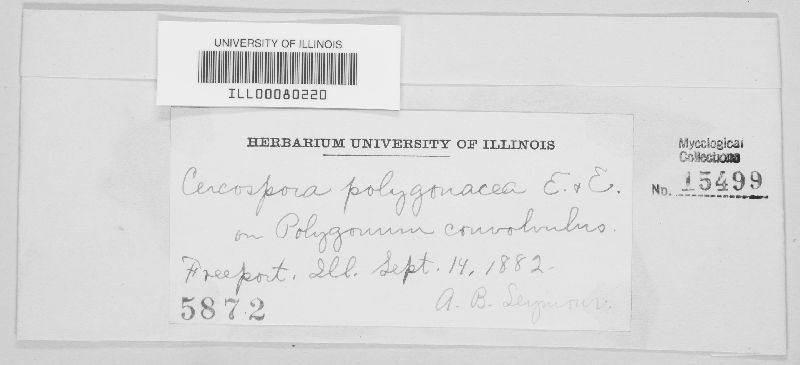 UNIVERSITY OF ILLINOIS
ILL00080220
HERBARIUM UNIVERSITY OF ILLINOIS
Cercospora polygonacea E. & E.
on Polygonum convolvulus.
Freeport. Ill. Sept. 14, 1882.
5872
A. B. Seymour.
Mycological
Collections
No. 15499